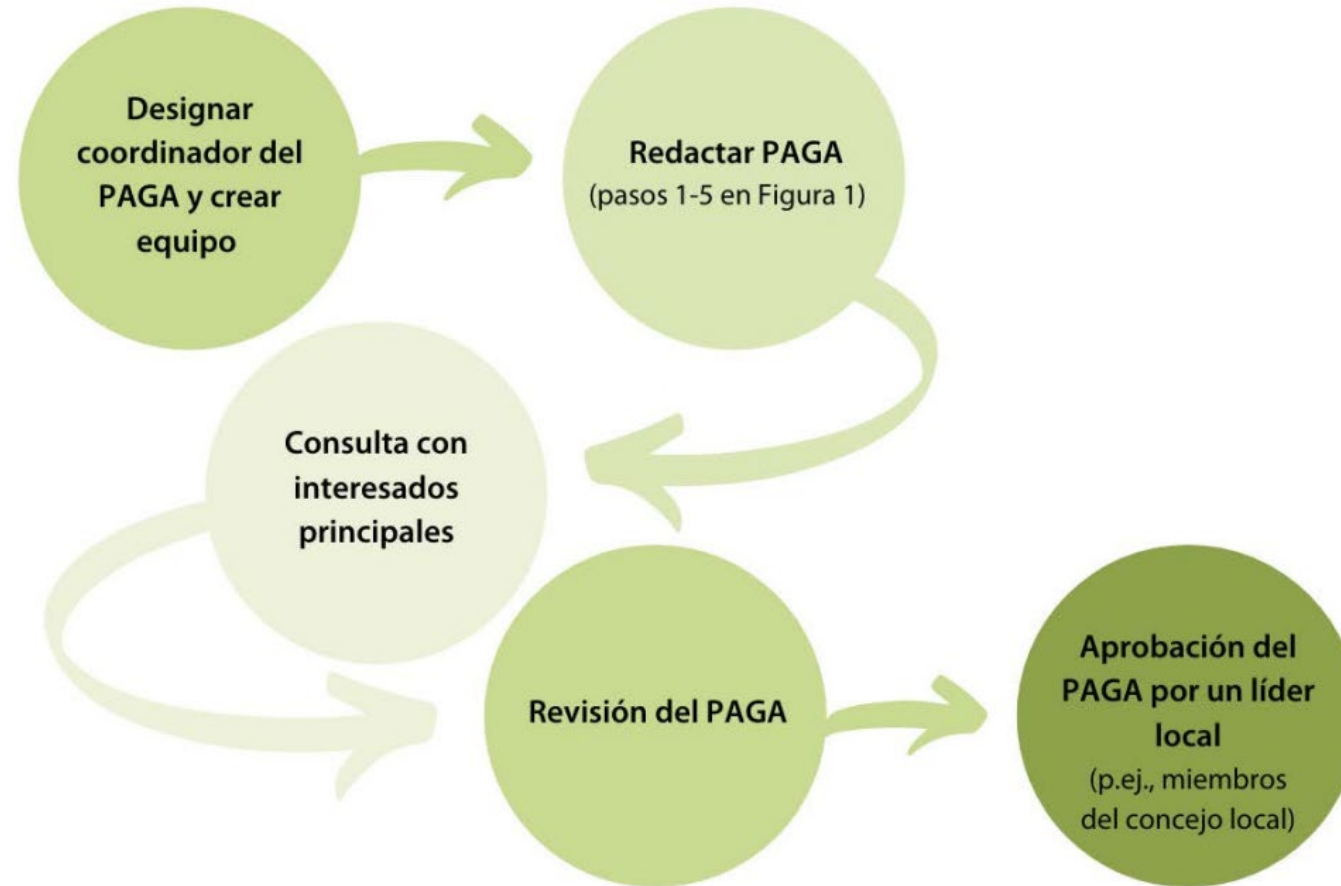 Designar
coordinador del
PAGA y crear
equipo
Redactar PAGA
(pasos 1-5 en Figura 1)
Consulta con
interesados
principales
Revisión del PAGA
Aprobación del
PAGA por un líder
local
(p.ej., miembros
del concejo local)